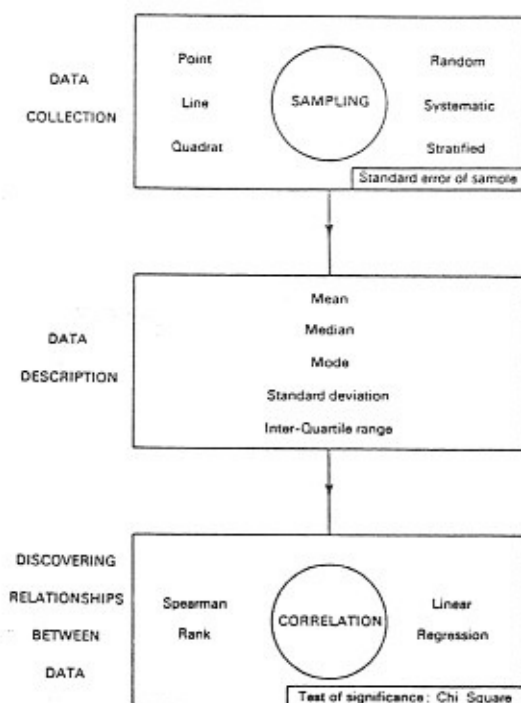 DATA
COLLECTION
Point
Line
Quadrat
SAMPLING
Random
Systematic
Stratified
Standard error of sample
DATA
DESCRIPTION
Mean
Median
Mode
Standard deviation
Inter-Quartile range
DISCOVERING
RELATIONSHIPS
BETWEEN
DATA
Spearman
Rank
CORRELATION
Linear
Regression
Test of significance: Chi Square